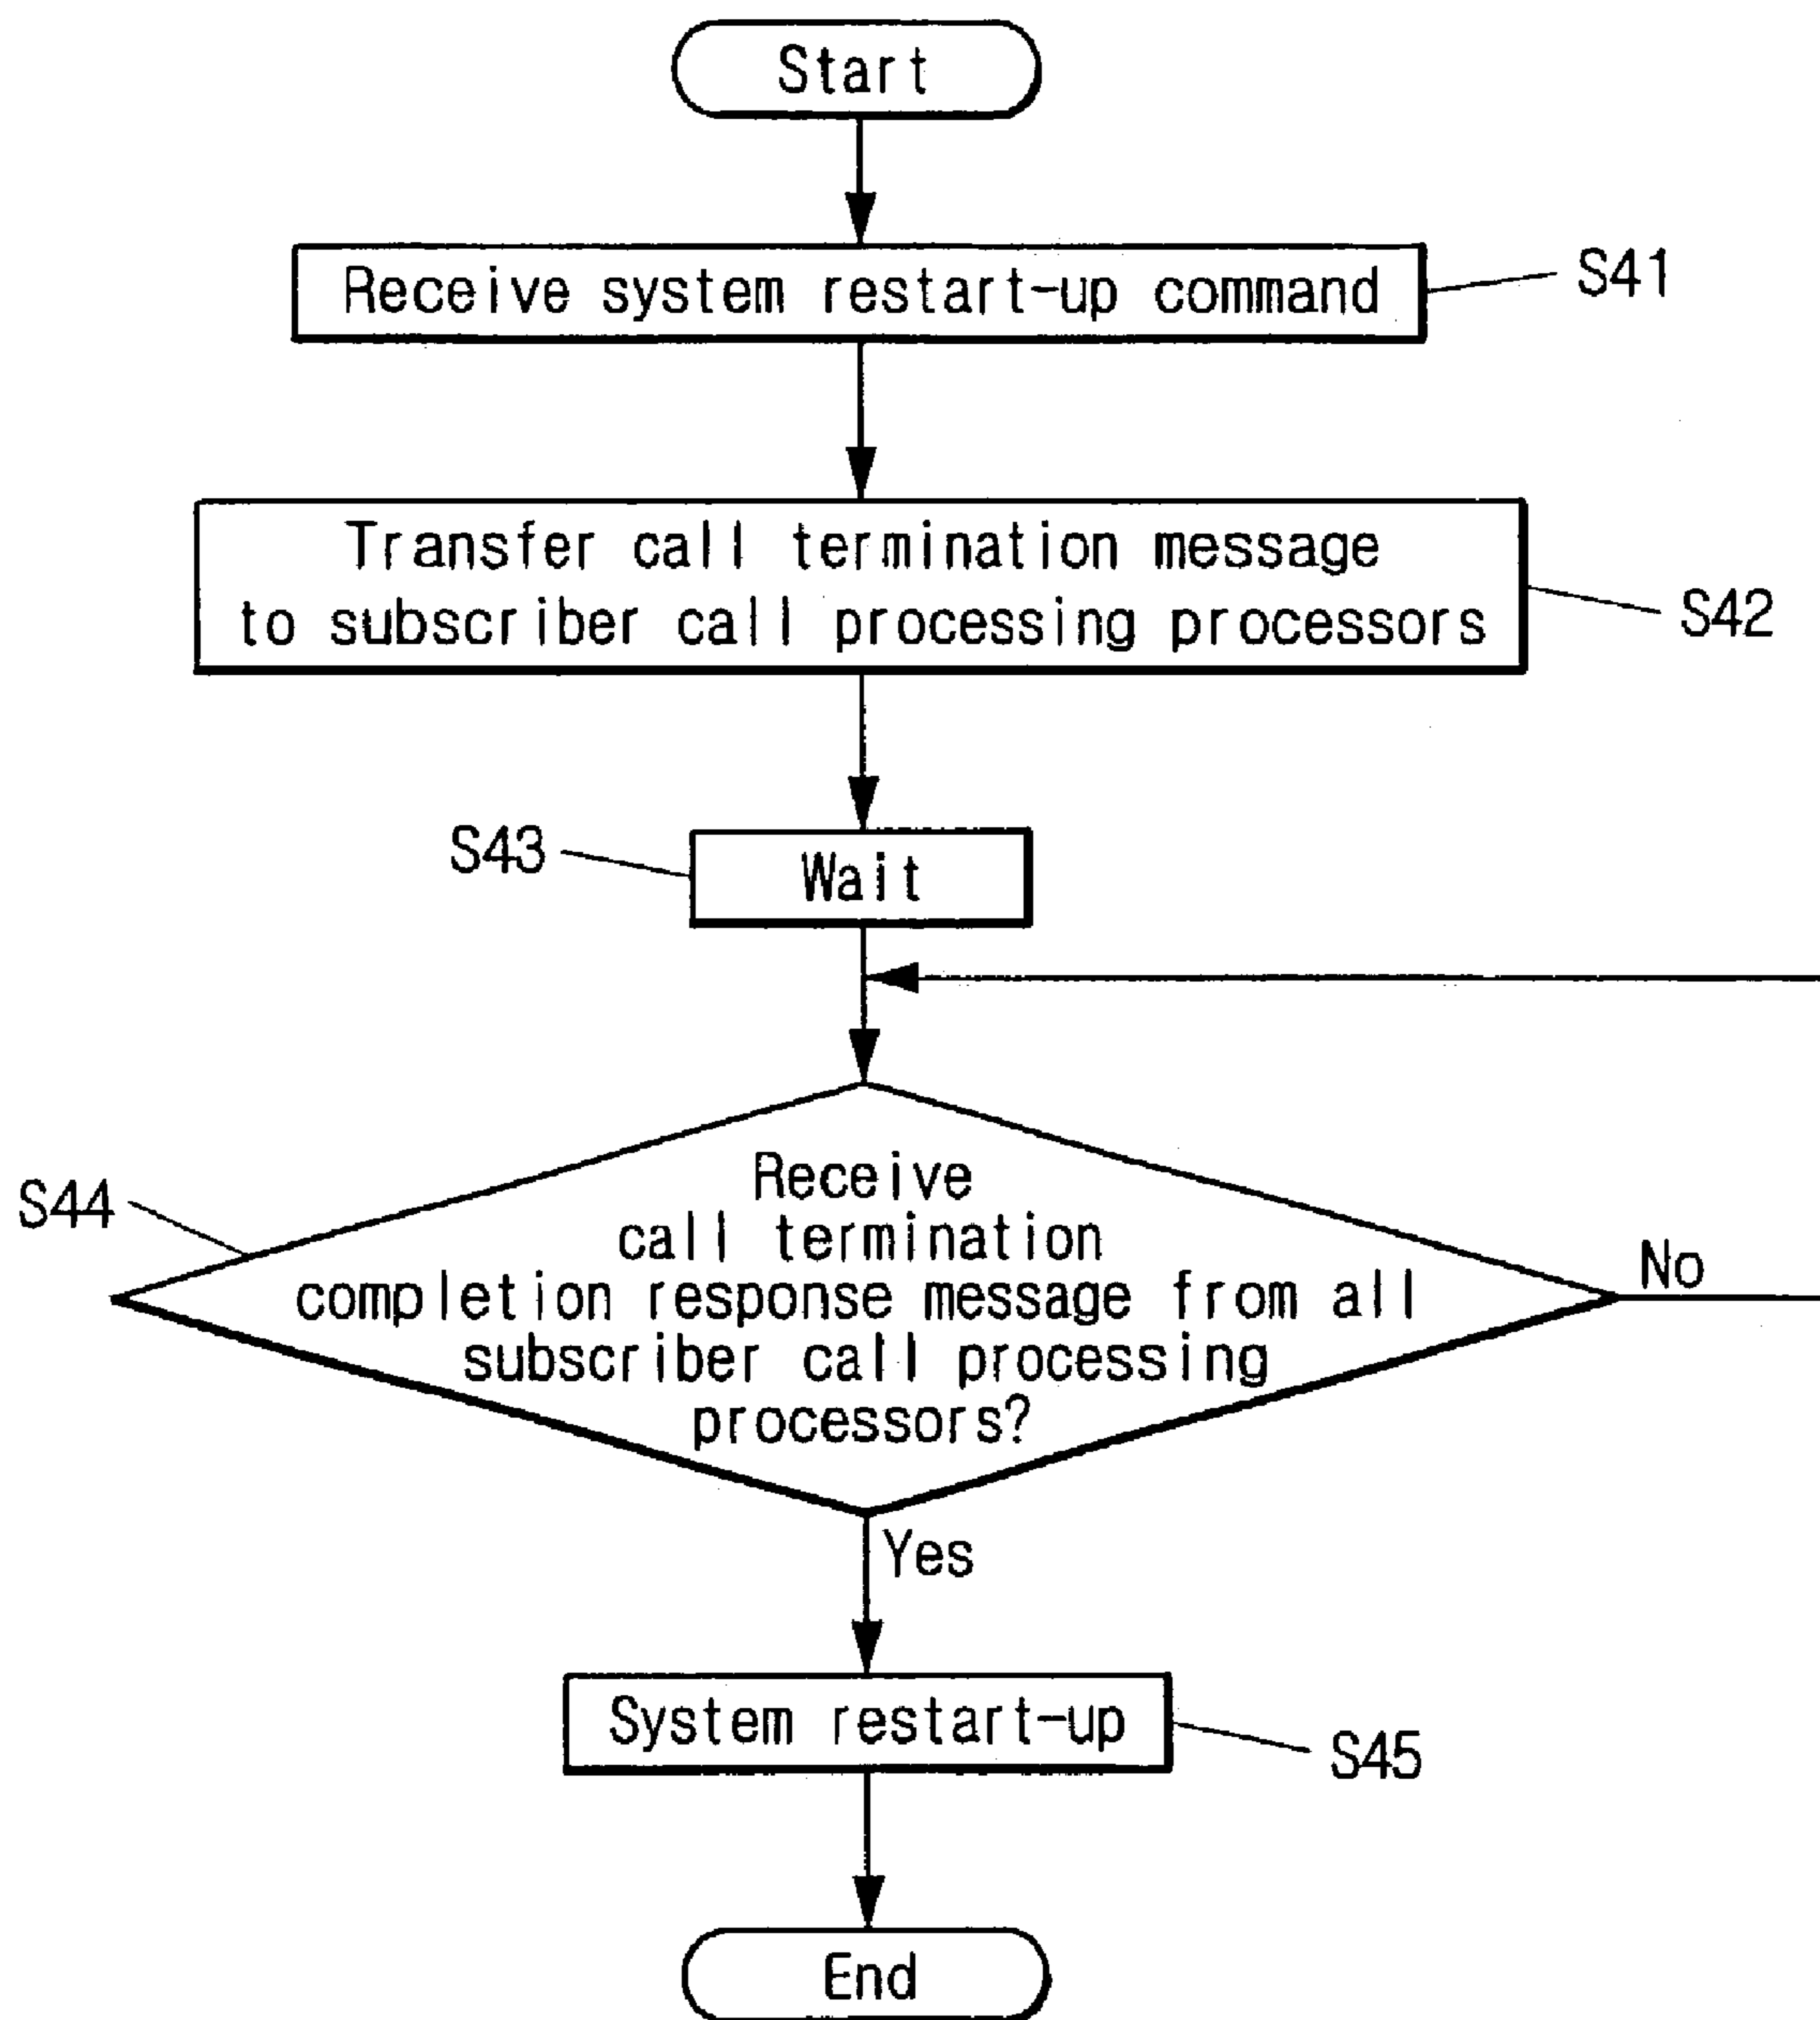 Start
Receive system restart-up command
S41
Transfer call termination message
to subscriber call processing processors
S42
S43
Wait
S44
Receive
call termination
completion response message from all
subscriber call processing
processors?
No
Yes
System restart-up
S45
End